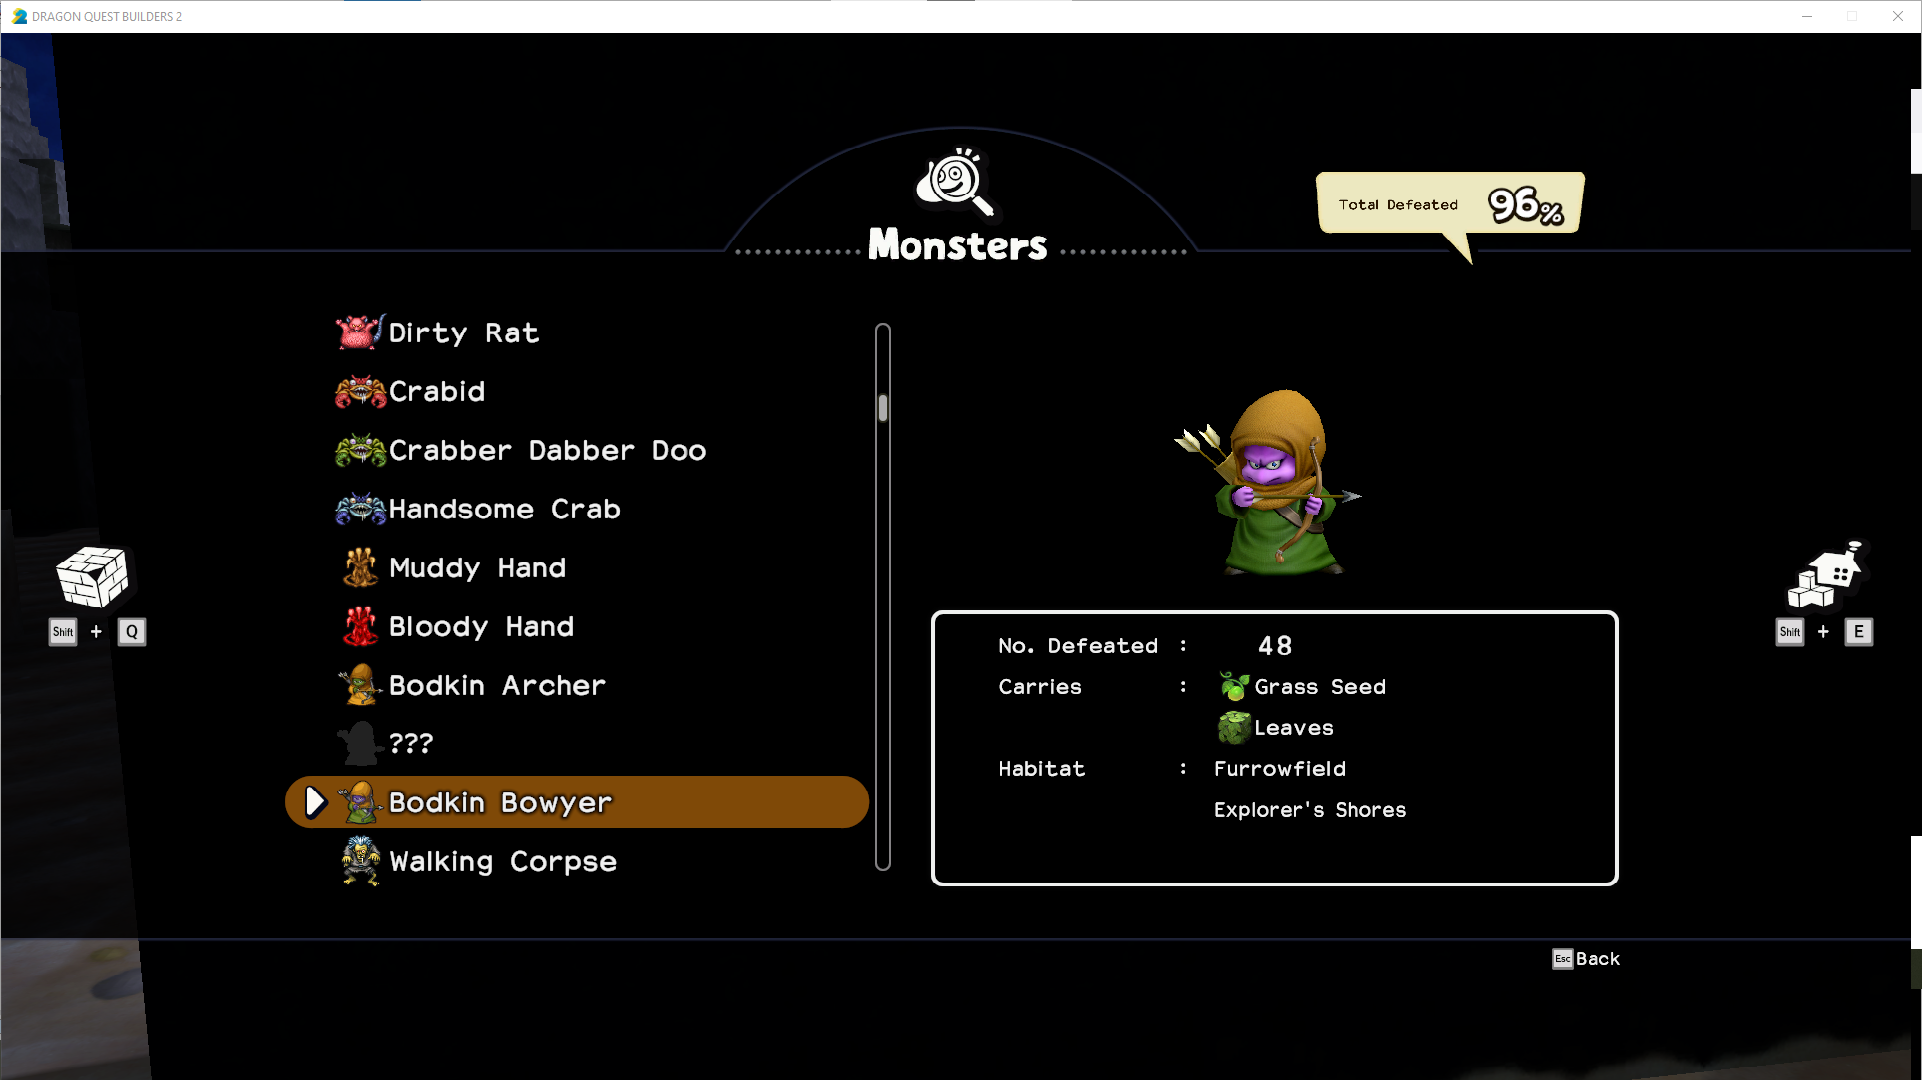 DRAGON QUEST BUILDERS 2
Total Defeated 96%
Monsters
Dirty Rat
Crabid
Crabber Dabber Doo
Handsome Crab
Muddy Hand
Bloody Hand
Bodkin Archer
???
Bodkin Bowyer
Walking Corpse
No. Defeated : 48
Carries : Grass Seed
Leaves
Habitat : Furrowfield
Explorer's Shores
Shift + Q
Shift + E
Esc Back